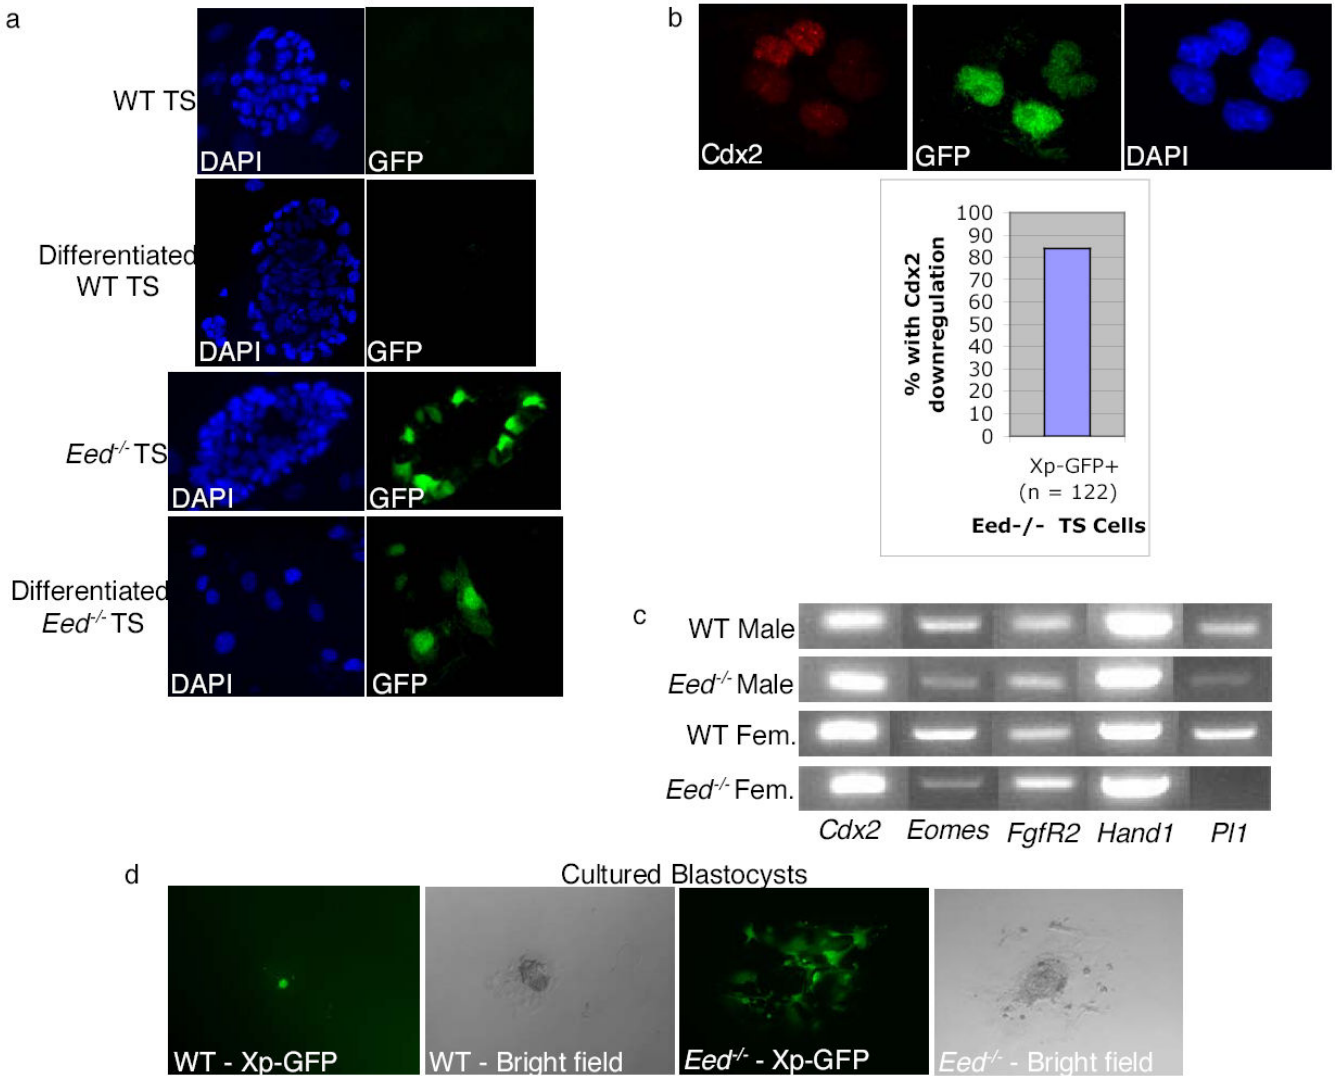 a
WT TS
DAPI
GFP
Differentiated
WT TS
DAPI
GFP
Eed-/- TS
DAPI
GFP
Differentiated
Eed-/- TS
DAPI
GFP
b
Cdx2
GFP
DAPI
% with Cdx2
downregulation
100
90
80
70
60
50
40
30
20
10
0
Xp-GFP+
(n = 122)
Eed-/- TS Cells
c
WT Male
Eed-/- Male
WT Fem.
Eed-/- Fem.
Cdx2 Eomes FgfR2 Hand1 Pl1
d
Cultured Blastocysts
WT - Xp-GFP
WT - Bright field
Eed-/- - Xp-GFP
Eed-/- - Bright field